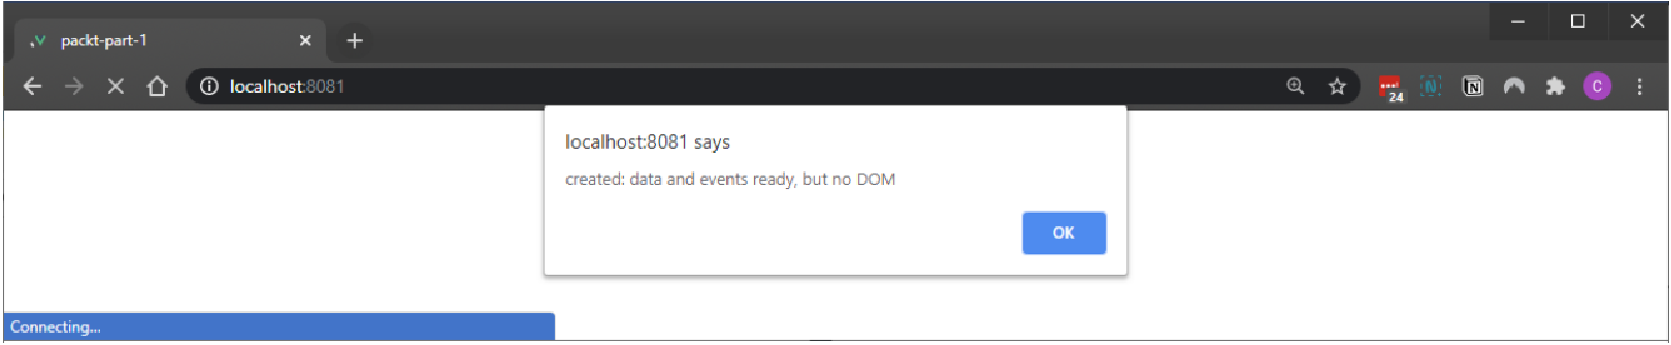 packt-part-1
localhost:8081
24
N
C
localhost:8081 says
created: data and events ready, but no DOM
OK
Connecting...